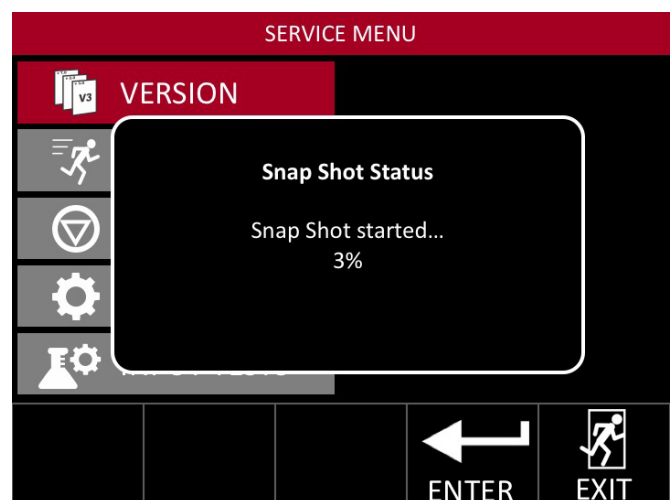 SERVICE MENU
V3
VERSION
Snap Shot Status
Snap Shot started...
3%
ENTER
EXIT